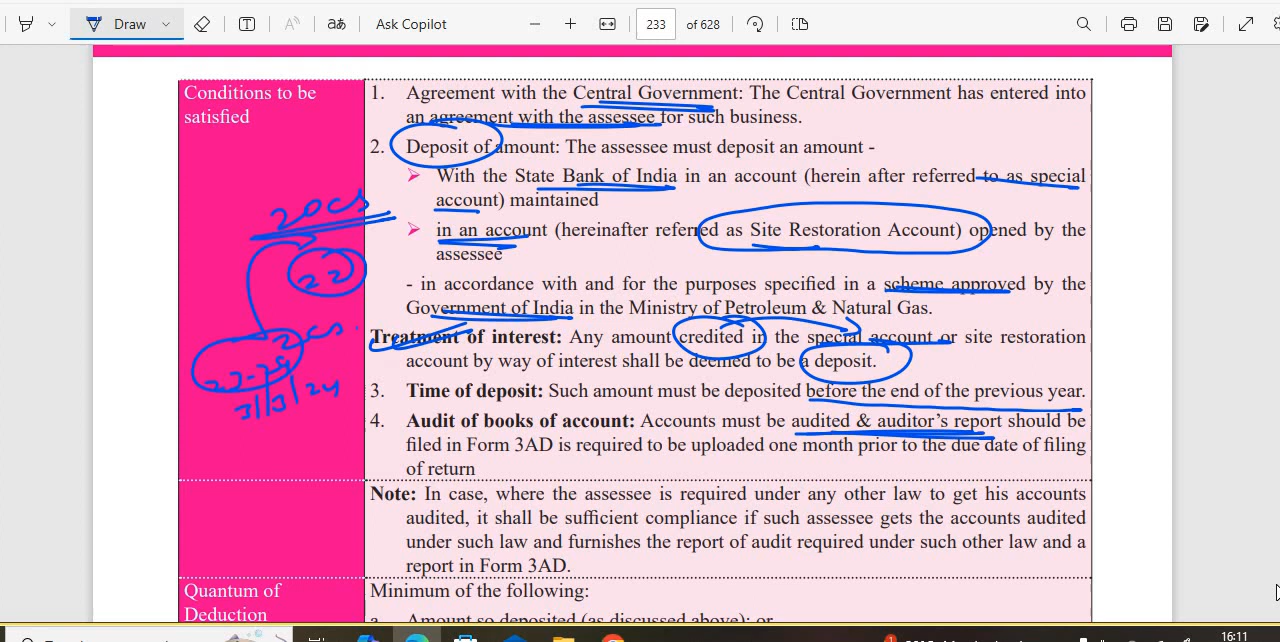 Draw
aあ
Ask Copilot
233 of 628
Conditions to be
satisfied
1. Agreement with the Central Government: The Central Government has entered into
an agreement with the assessee for such business.
2. Deposit of amount: The assessee must deposit an amount -
With the State Bank of India in an account (herein after referred to as special
account) maintained
in an account (hereinafter referred as Site Restoration Account) opened by the
assessee
- in accordance with and for the purposes specified in a scheme approved by the
Government of India in the Ministry of Petroleum & Natural Gas.
Treatment of interest: Any amount credited in the special account or site restoration
account by way of interest shall be deemed to be a deposit.
3. Time of deposit: Such amount must be deposited before the end of the previous year.
4. Audit of books of account: Accounts must be audited & auditor's report should be
filed in Form 3AD is required to be uploaded one month prior to the due date of filing
of return
20cs
22
2cs.
31/3/24
Note: In case, where the assessee is required under any other law to get his accounts
audited, it shall be sufficient compliance if such assessee gets the accounts audited
under such law and furnishes the report of audit required under such other law and a
report in Form 3AD.
Quantum of
Deduction
Minimum of the following:
a. Amount so deposited (as discussed above); or
16:11